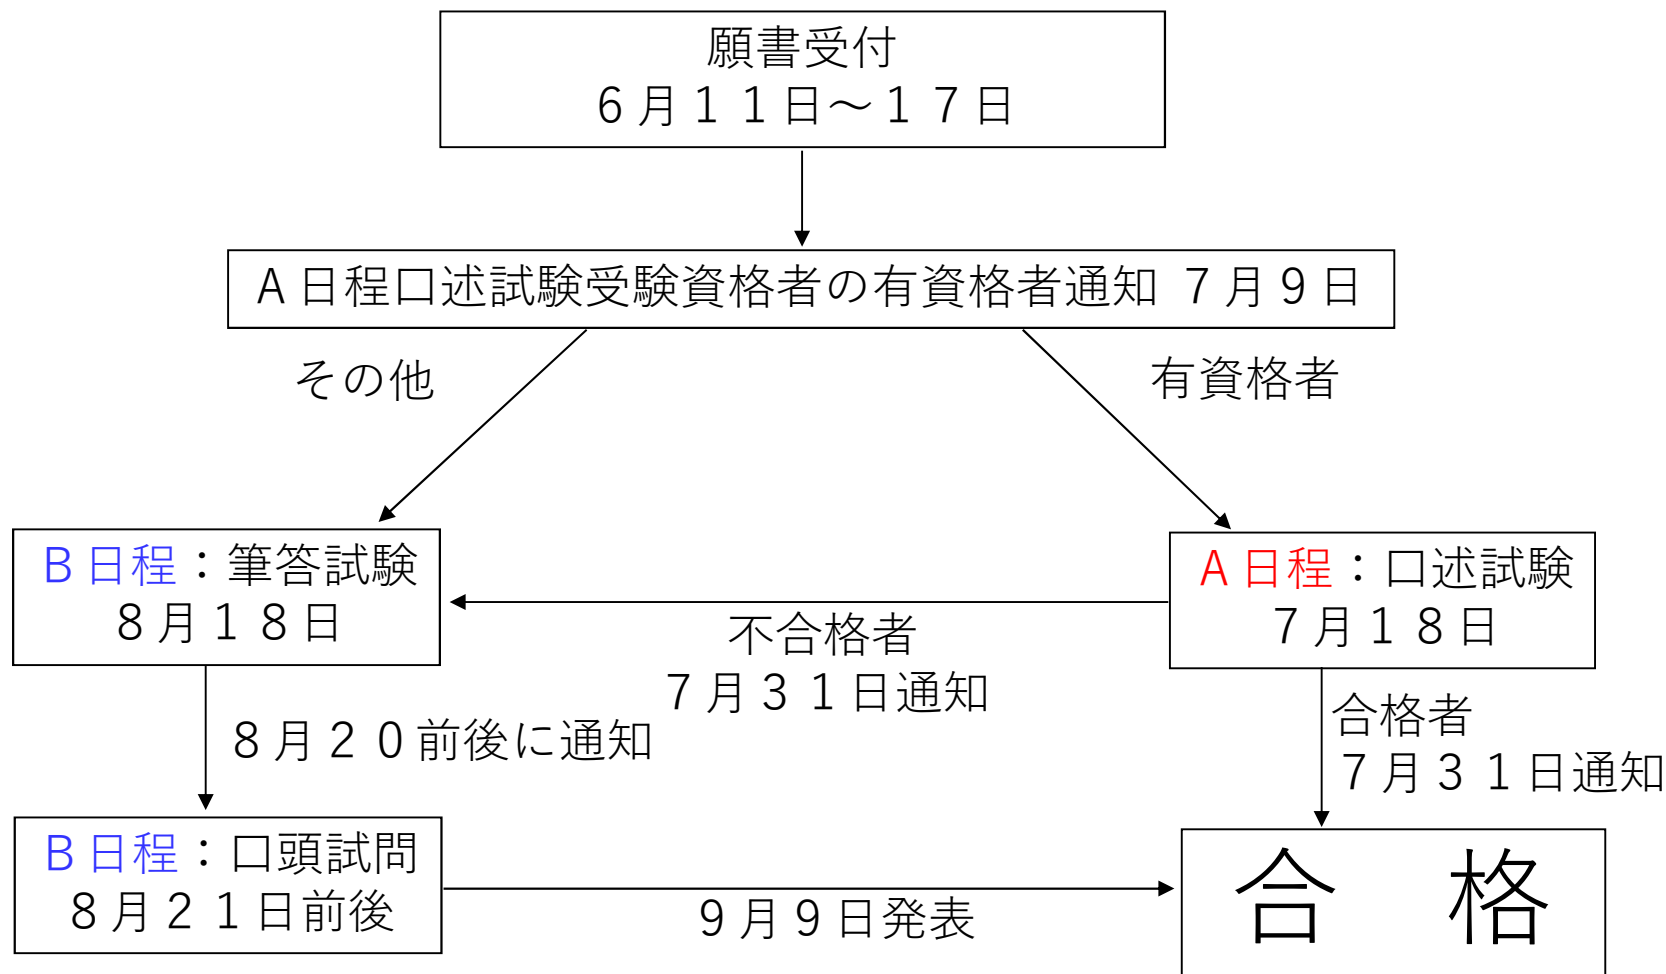 願書受付
６月１１日～１７日
Ａ日程口述試験受験資格者の有資格者通知 ７月９日
その他
有資格者
Ｂ日程：筆答試験
８月１８日
Ａ日程：口述試験
７月１８日
不合格者
７月３１日通知
合格者
７月３１日通知
８月２０前後に通知
Ｂ日程：口頭試問
８月２１日前後
９月９日発表
合　格